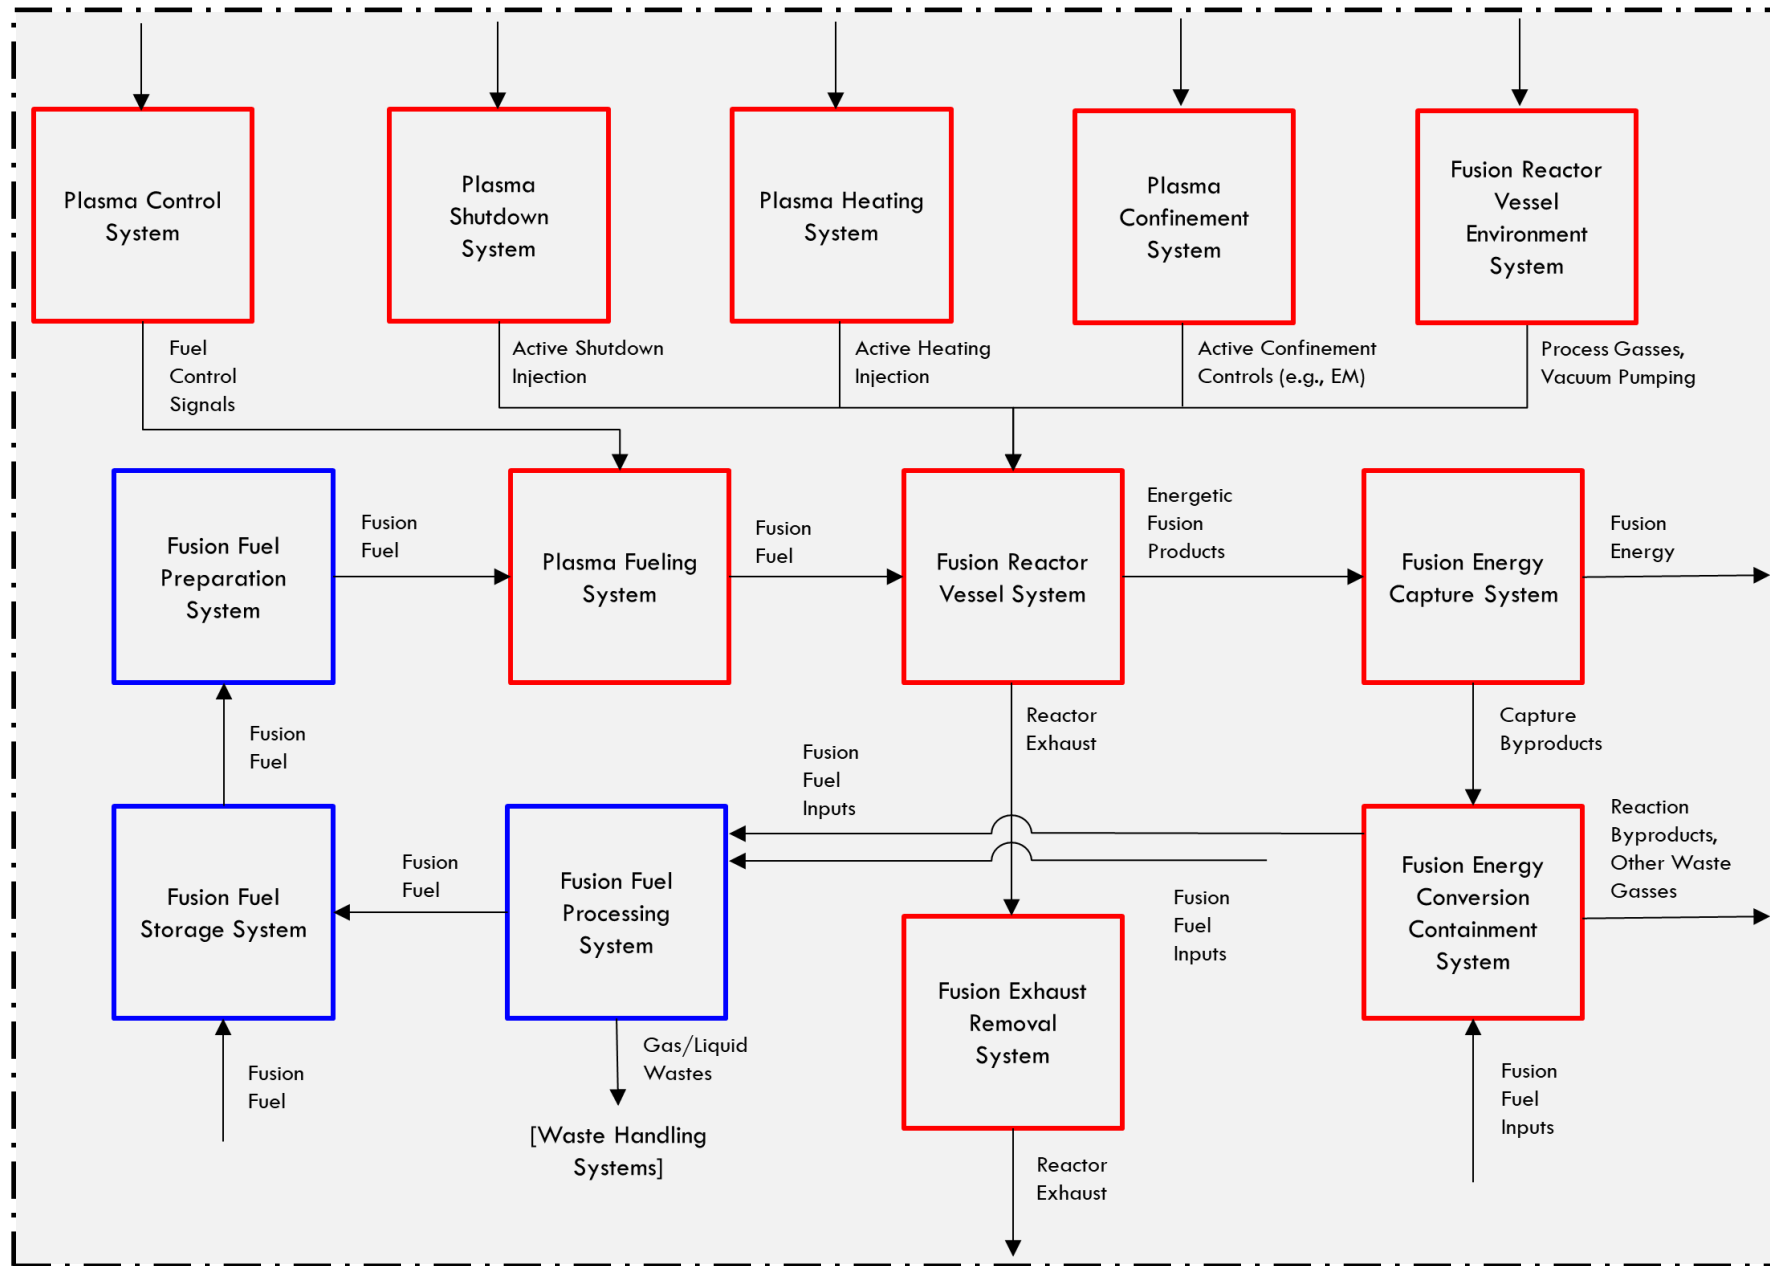 Plasma Control
System
Plasma
Shutdown
System
Plasma Heating
System
Plasma
Confinement
System
Fusion Reactor
Vessel
Environment
System
Fuel
Control
Signals
Active Shutdown
Injection
Active Heating
Injection
Active Confinement
Controls (e.g., EM)
Process Gasses,
Vacuum Pumping
Fusion Fuel
Preparation
System
Fusion
Fuel
Plasma Fueling
System
Fusion
Fuel
Fusion Reactor
Vessel System
Energetic
Fusion
Products
Fusion Energy
Capture System
Fusion
Energy
Fusion
Fuel
Reactor
Exhaust
Capture
Byproducts
Fusion
Fuel
Inputs
Fusion Fuel
Storage System
Fusion
Fuel
Fusion Fuel
Processing
System
Fusion
Fuel
Inputs
Fusion Energy
Conversion
Containment
System
Reaction
Byproducts,
Other Waste
Gasses
Fusion Exhaust
Removal
System
Fusion
Fuel
Gas/Liquid
Wastes
[Waste Handling
Systems]
Fusion
Fuel
Inputs
Reactor
Exhaust